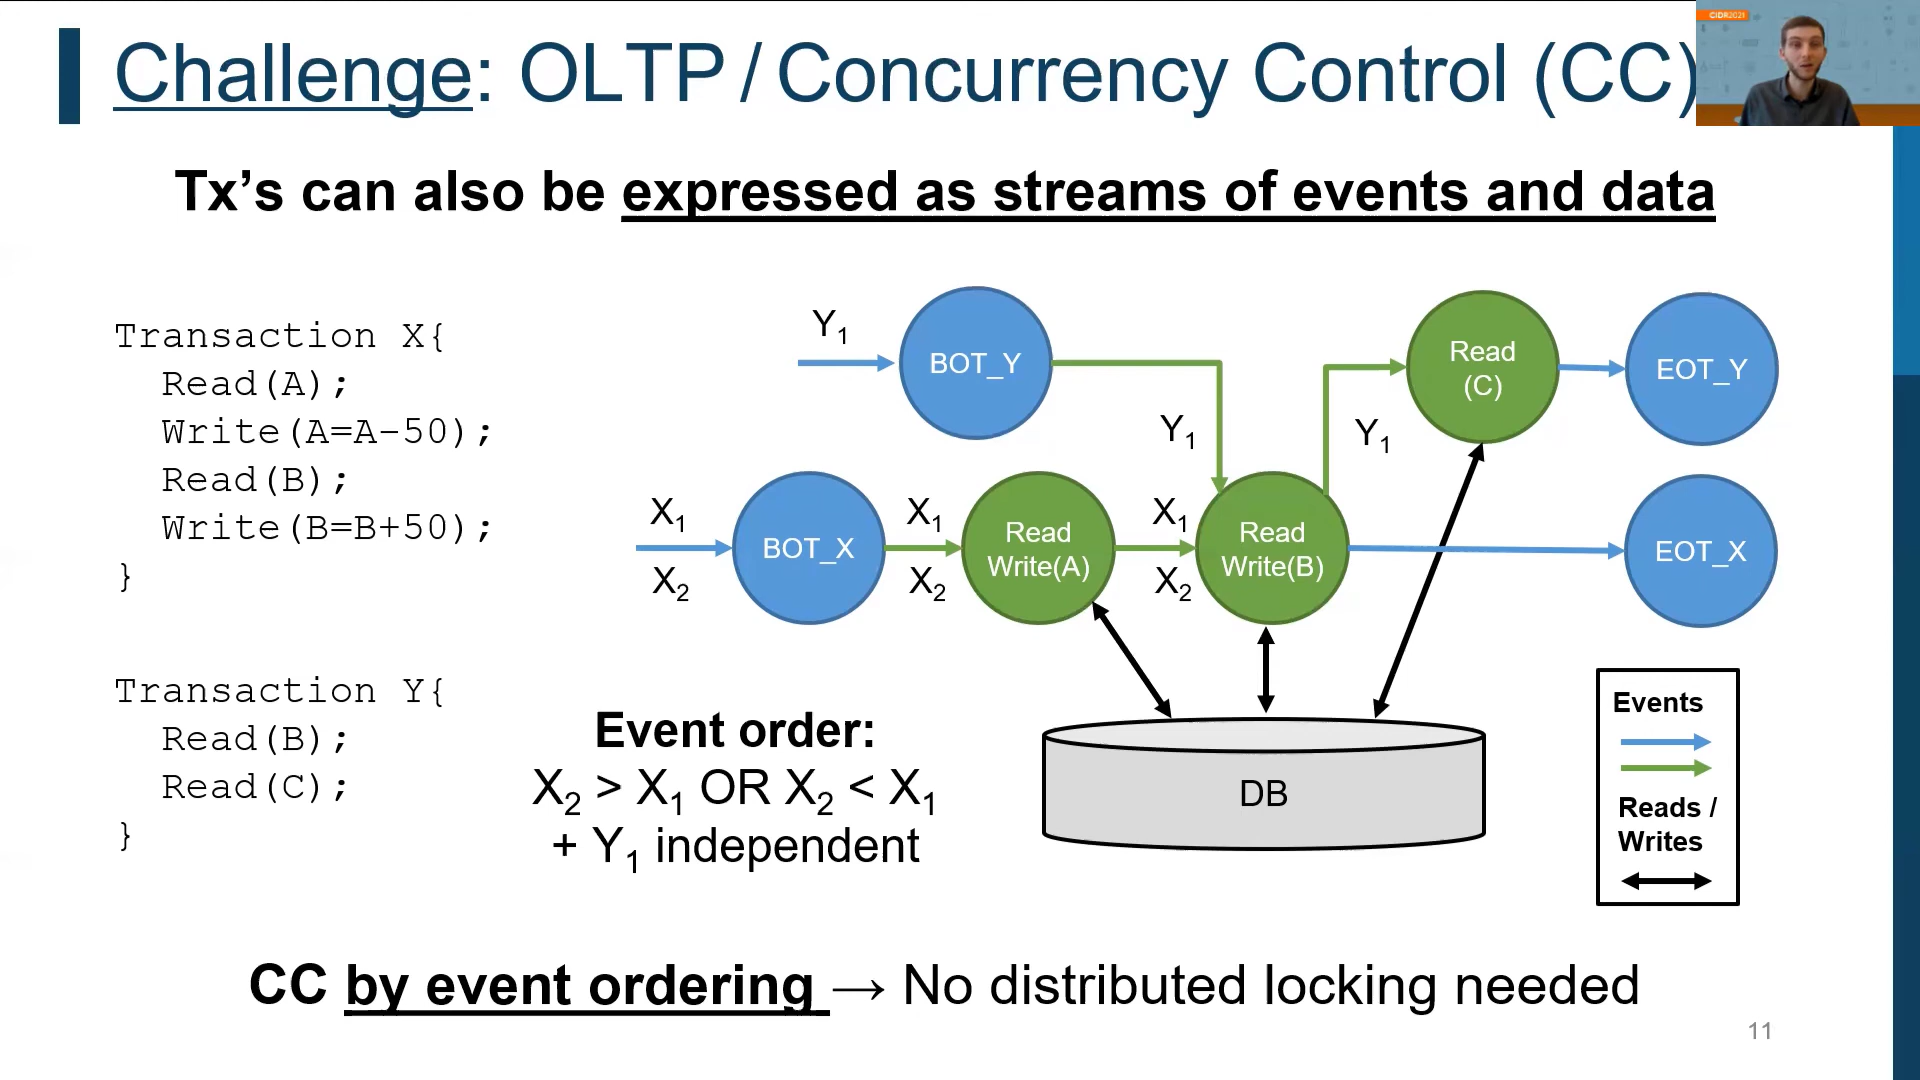 Challenge: OLTP / Concurrency Control (CC)
CIDR2021
Tx’s can also be expressed as streams of events and data
Transaction X{
Read(A);
Write(A=A-50);
Read(B);
Write(B=B+50);
}
Transaction Y{
Read(B);
Read(C);
}
Y1
BOT_Y
Y1
Y1
Read
(C)
EOT_Y
X1
X2
BOT_X
X1
X2
Read
Write(A)
X1
X2
Read
Write(B)
EOT_X
DB
Event order:
X2 > X1 OR X2 < X1
+ Y1 independent
Events
Reads /
Writes
CC by event ordering → No distributed locking needed
11